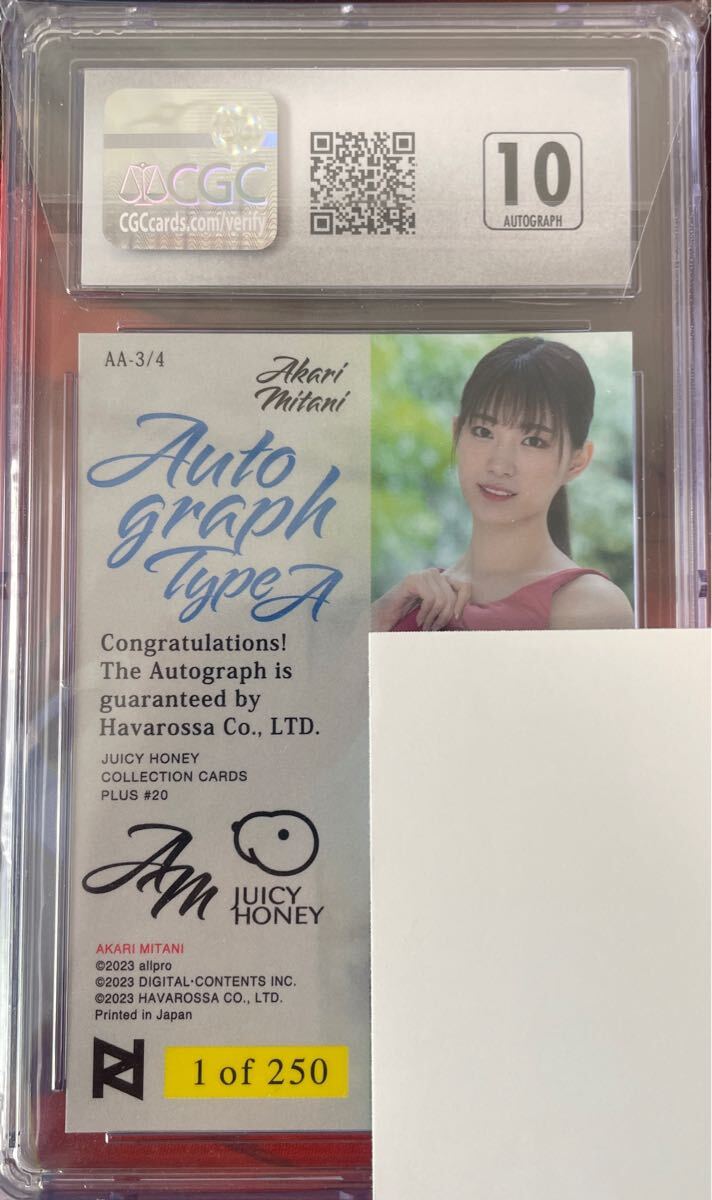 CGC
CGCcards.com/verify
10
AUTOGRAPH
AA-3/4
Akari
Mitani
Auto
graph
Type A
Congratulations!
The Autograph is
guaranteed by
Havarossa Co., LTD.
JUICY HONEY
COLLECTION CARDS
PLUS #20
AM
JUICY
HONEY
AKARI MITANI
©2023 allpro
©2023 DIGITAL·CONTENTS INC.
©2023 HAVAROSSA CO., LTD.
Printed in Japan
1 of 250